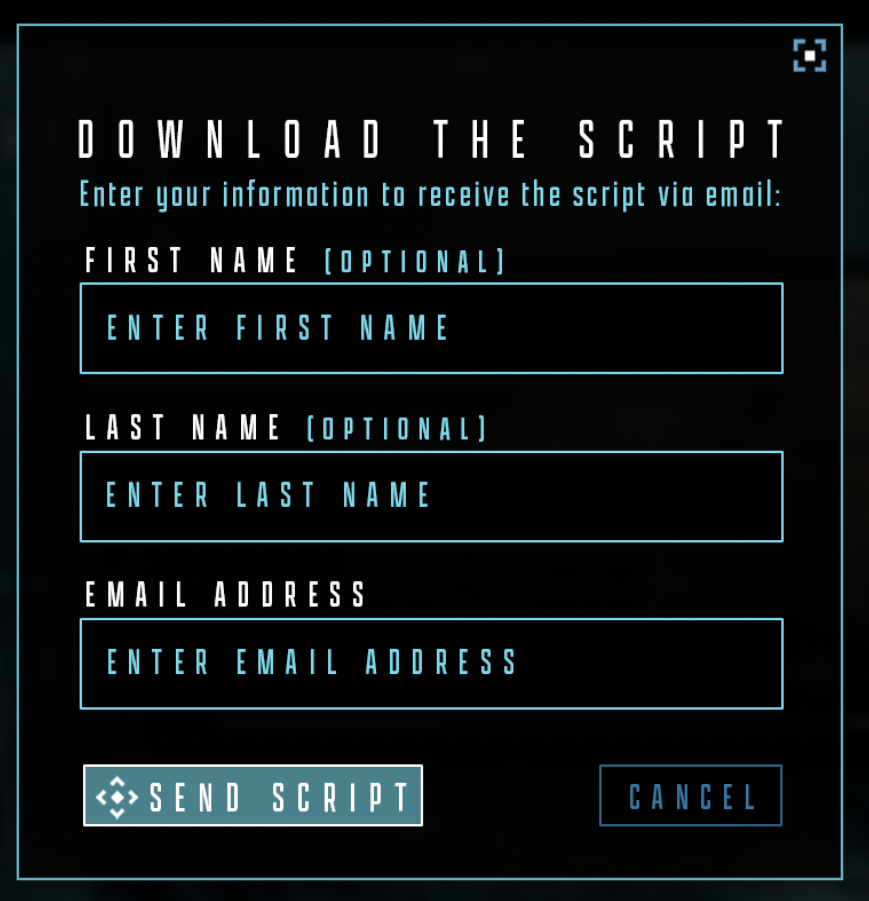 DOWNLOAD THE SCRIPT
Enter your information to receive the script via email:
FIRST NAME (OPTIONAL)
ENTER FIRST NAME
LAST NAME (OPTIONAL)
ENTER LAST NAME
EMAIL ADDRESS
ENTER EMAIL ADDRESS
SEND SCRIPT
CANCEL